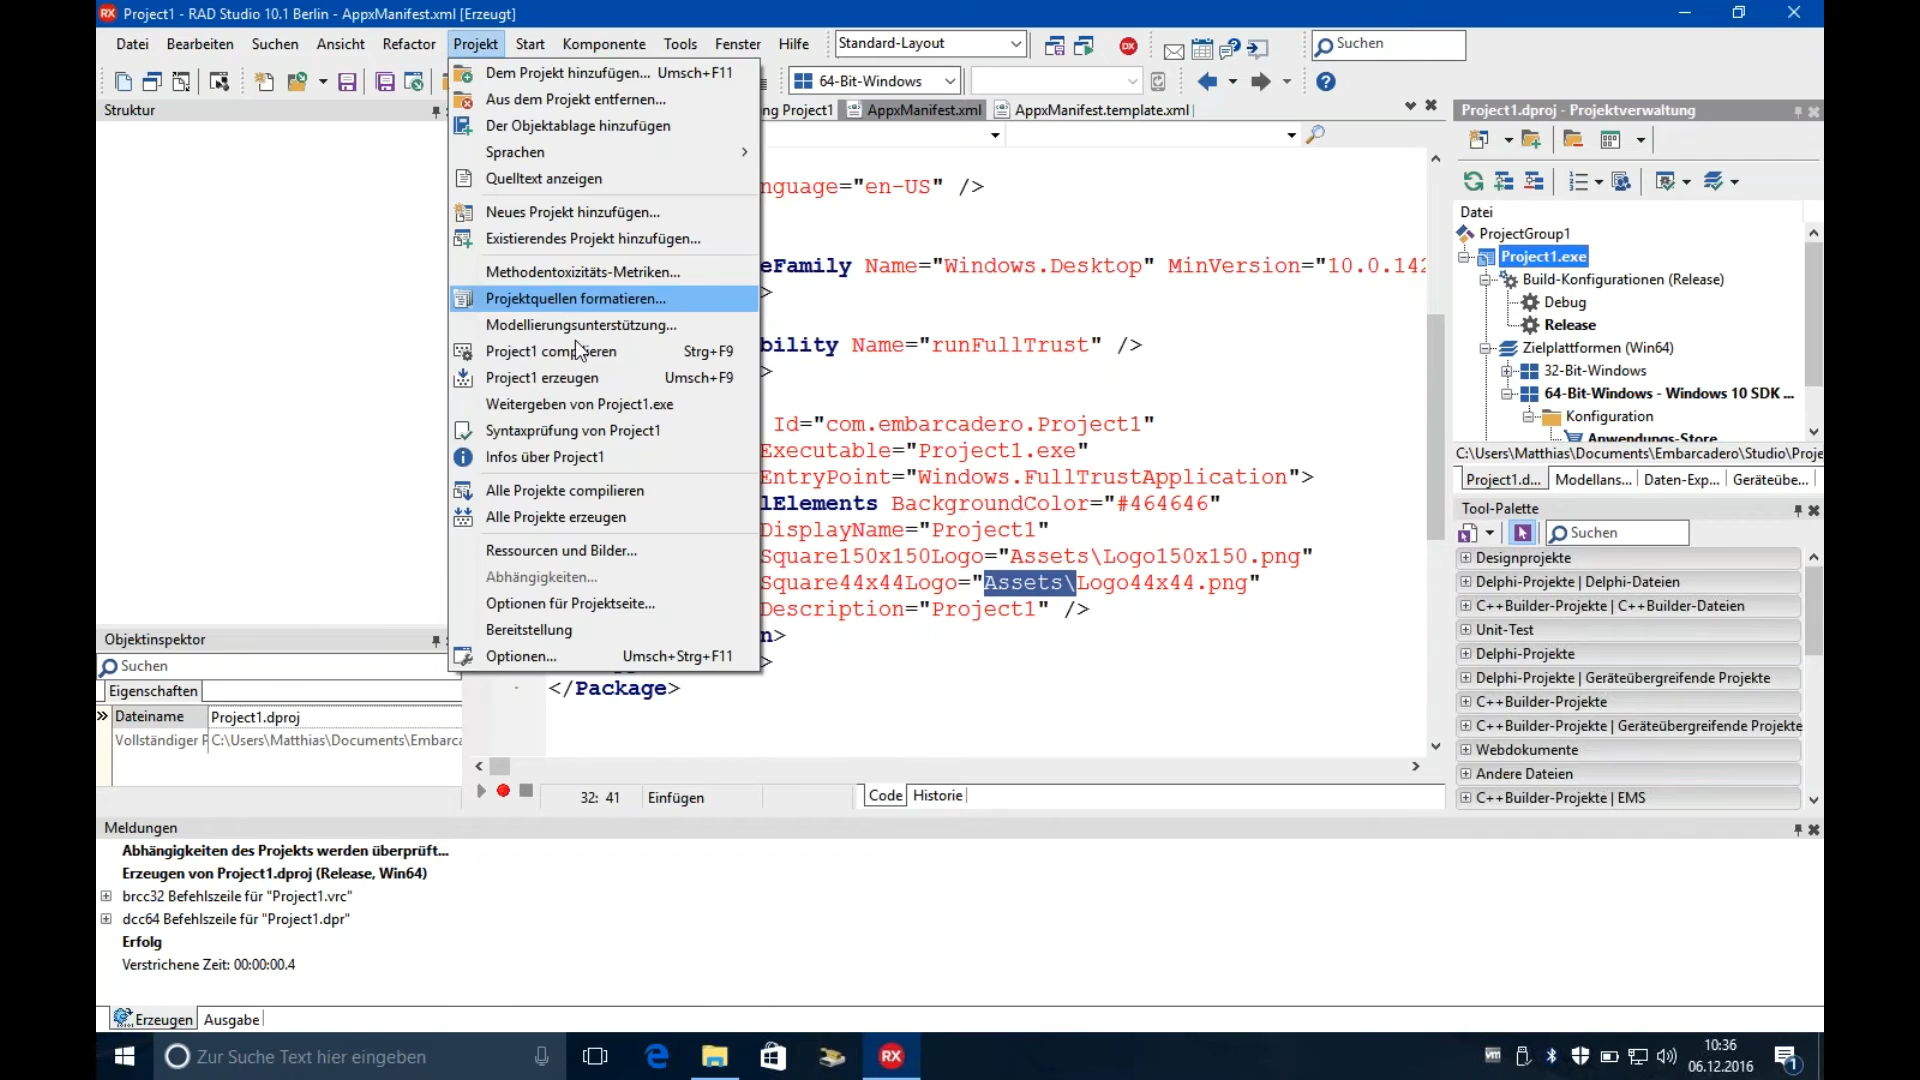 Project1 - RAD Studio 10.1 Berlin - AppxManifest.xml [Erzeugt]
Datei Bearbeiten Suchen Ansicht Refactor Projekt Start Komponente Tools Fenster Hilfe Standard-Layout Suchen
64-Bit-Windows
Struktur
Dem Projekt hinzufügen... Umsch+F11
Aus dem Projekt entfernen...
Der Objektablage hinzufügen
Sprachen
Quelltext anzeigen
Neues Projekt hinzufügen...
Existierendes Projekt hinzufügen...
Methodentoxizitäts-Metriken...
Projektquellen formatieren...
Modellierungsunterstützung...
Project1 compilieren Strg+F9
Project1 erzeugen Umsch+F9
Weitergeben von Project1.exe
Syntaxprüfung von Project1
Infos über Project1
Alle Projekte compilieren
Alle Projekte erzeugen
Ressourcen und Bilder...
Abhängigkeiten...
Optionen für Projektseite...
Bereitstellung
Optionen... Umsch+Strg+F11
ng Project1 AppxManifest.xml AppxManifest.template.xml
nguage="en-US" />
eFamily Name="Windows.Desktop" MinVersion="10.0.142
>
bility Name="runFullTrust" />
>
Id="com.embarcadero.Project1"
Executable="Project1.exe"
EntryPoint="Windows.FullTrustApplication">
lElements BackgroundColor="#464646"
DisplayName="Project1"
Square150x150Logo="Assets\Logo150x150.png"
Square44x44Logo="Assets\Logo44x44.png"
Description="Project1" />
n>
>
</Package>
32: 41 Einfügen
Code Historie
Objektinspektor
Suchen
Eigenschaften
Dateiname Project1.dproj
Vollständiger P C:\Users\Matthias\Documents\Embarca
Project1.dproj - Projektverwaltung
Datei
ProjectGroup1
Project1.exe
Build-Konfigurationen (Release)
Debug
Release
Zielplattformen (Win64)
32-Bit-Windows
64-Bit-Windows - Windows 10 SDK ...
Konfiguration
Anwendungs-Store
C:\Users\Matthias\Documents\Embarcadero\Studio\Proje
Project1.d... Modellans... Daten-Exp... Geräteübe...
Tool-Palette
Suchen
Designprojekte
Delphi-Projekte | Delphi-Dateien
C++Builder-Projekte | C++Builder-Dateien
Unit-Test
Delphi-Projekte
Delphi-Projekte | Geräteübergreifende Projekte
C++Builder-Projekte
C++Builder-Projekte | Geräteübergreifende Projekte
Webdokumente
Andere Dateien
C++Builder-Projekte | EMS
Meldungen
Abhängigkeiten des Projekts werden überprüft...
Erzeugen von Project1.dproj (Release, Win64)
brcc32 Befehlszeile für "Project1.vrc"
dcc64 Befehlszeile für "Project1.dpr"
Erfolg
Verstrichene Zeit: 00:00:00.4
Erzeugen Ausgabe
Zur Suche Text hier eingeben
RX
10:36
06.12.2016
1